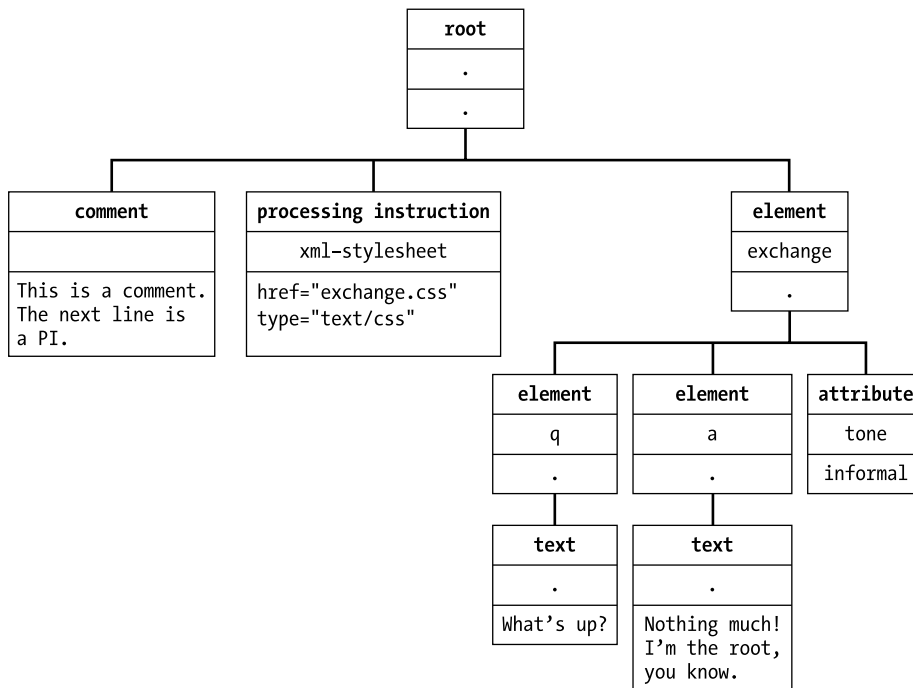 root
.
.
comment
processing instruction
element
xml-stylesheet
exchange
This is a comment.
The next line is
a PI.
href="exchange.css"
type="text/css"
.
element
element
attribute
q
a
tone
.
.
informal
text
text
.
.
What's up?
Nothing much!
I'm the root,
you know.